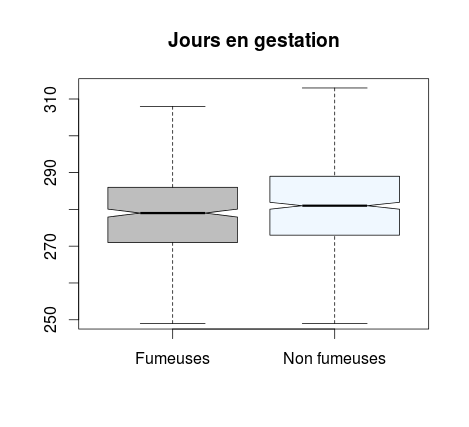 Jours en gestation
310
290
270
250
Fumeuses
Non fumeuses